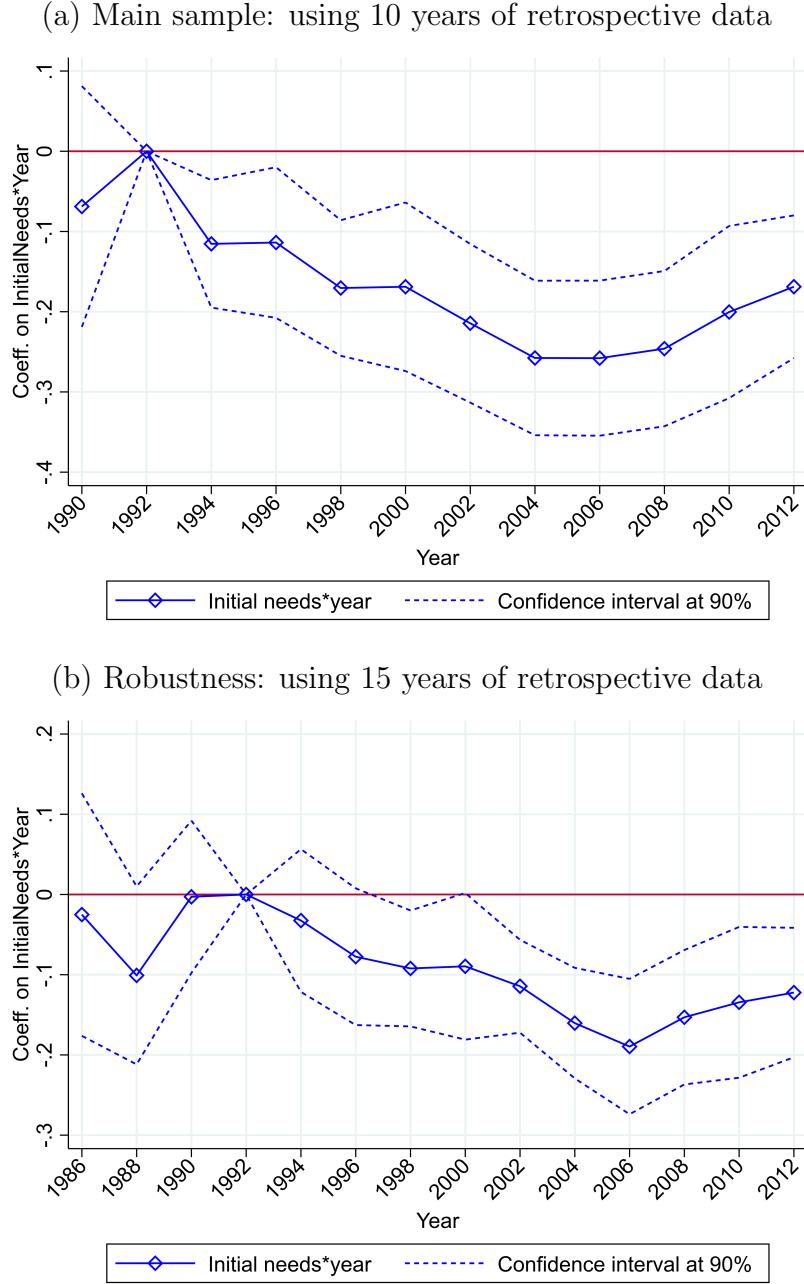 (a) Main sample: using 10 years of retrospective data
Coeff. on InitialNeeds*Year
.1
0
-.1
-.2
-.3
-.4
1990 1992 1994 1996 1998 2000 2002 2004 2006 2008 2010 2012
Year
Initial needs*year Confidence interval at 90%
(b) Robustness: using 15 years of retrospective data
Coeff. on InitialNeeds*Year
.2
.1
0
-.1
-.2
-.3
1986 1988 1990 1992 1994 1996 1998 2000 2002 2004 2006 2008 2010 2012
Year
Initial needs*year Confidence interval at 90%